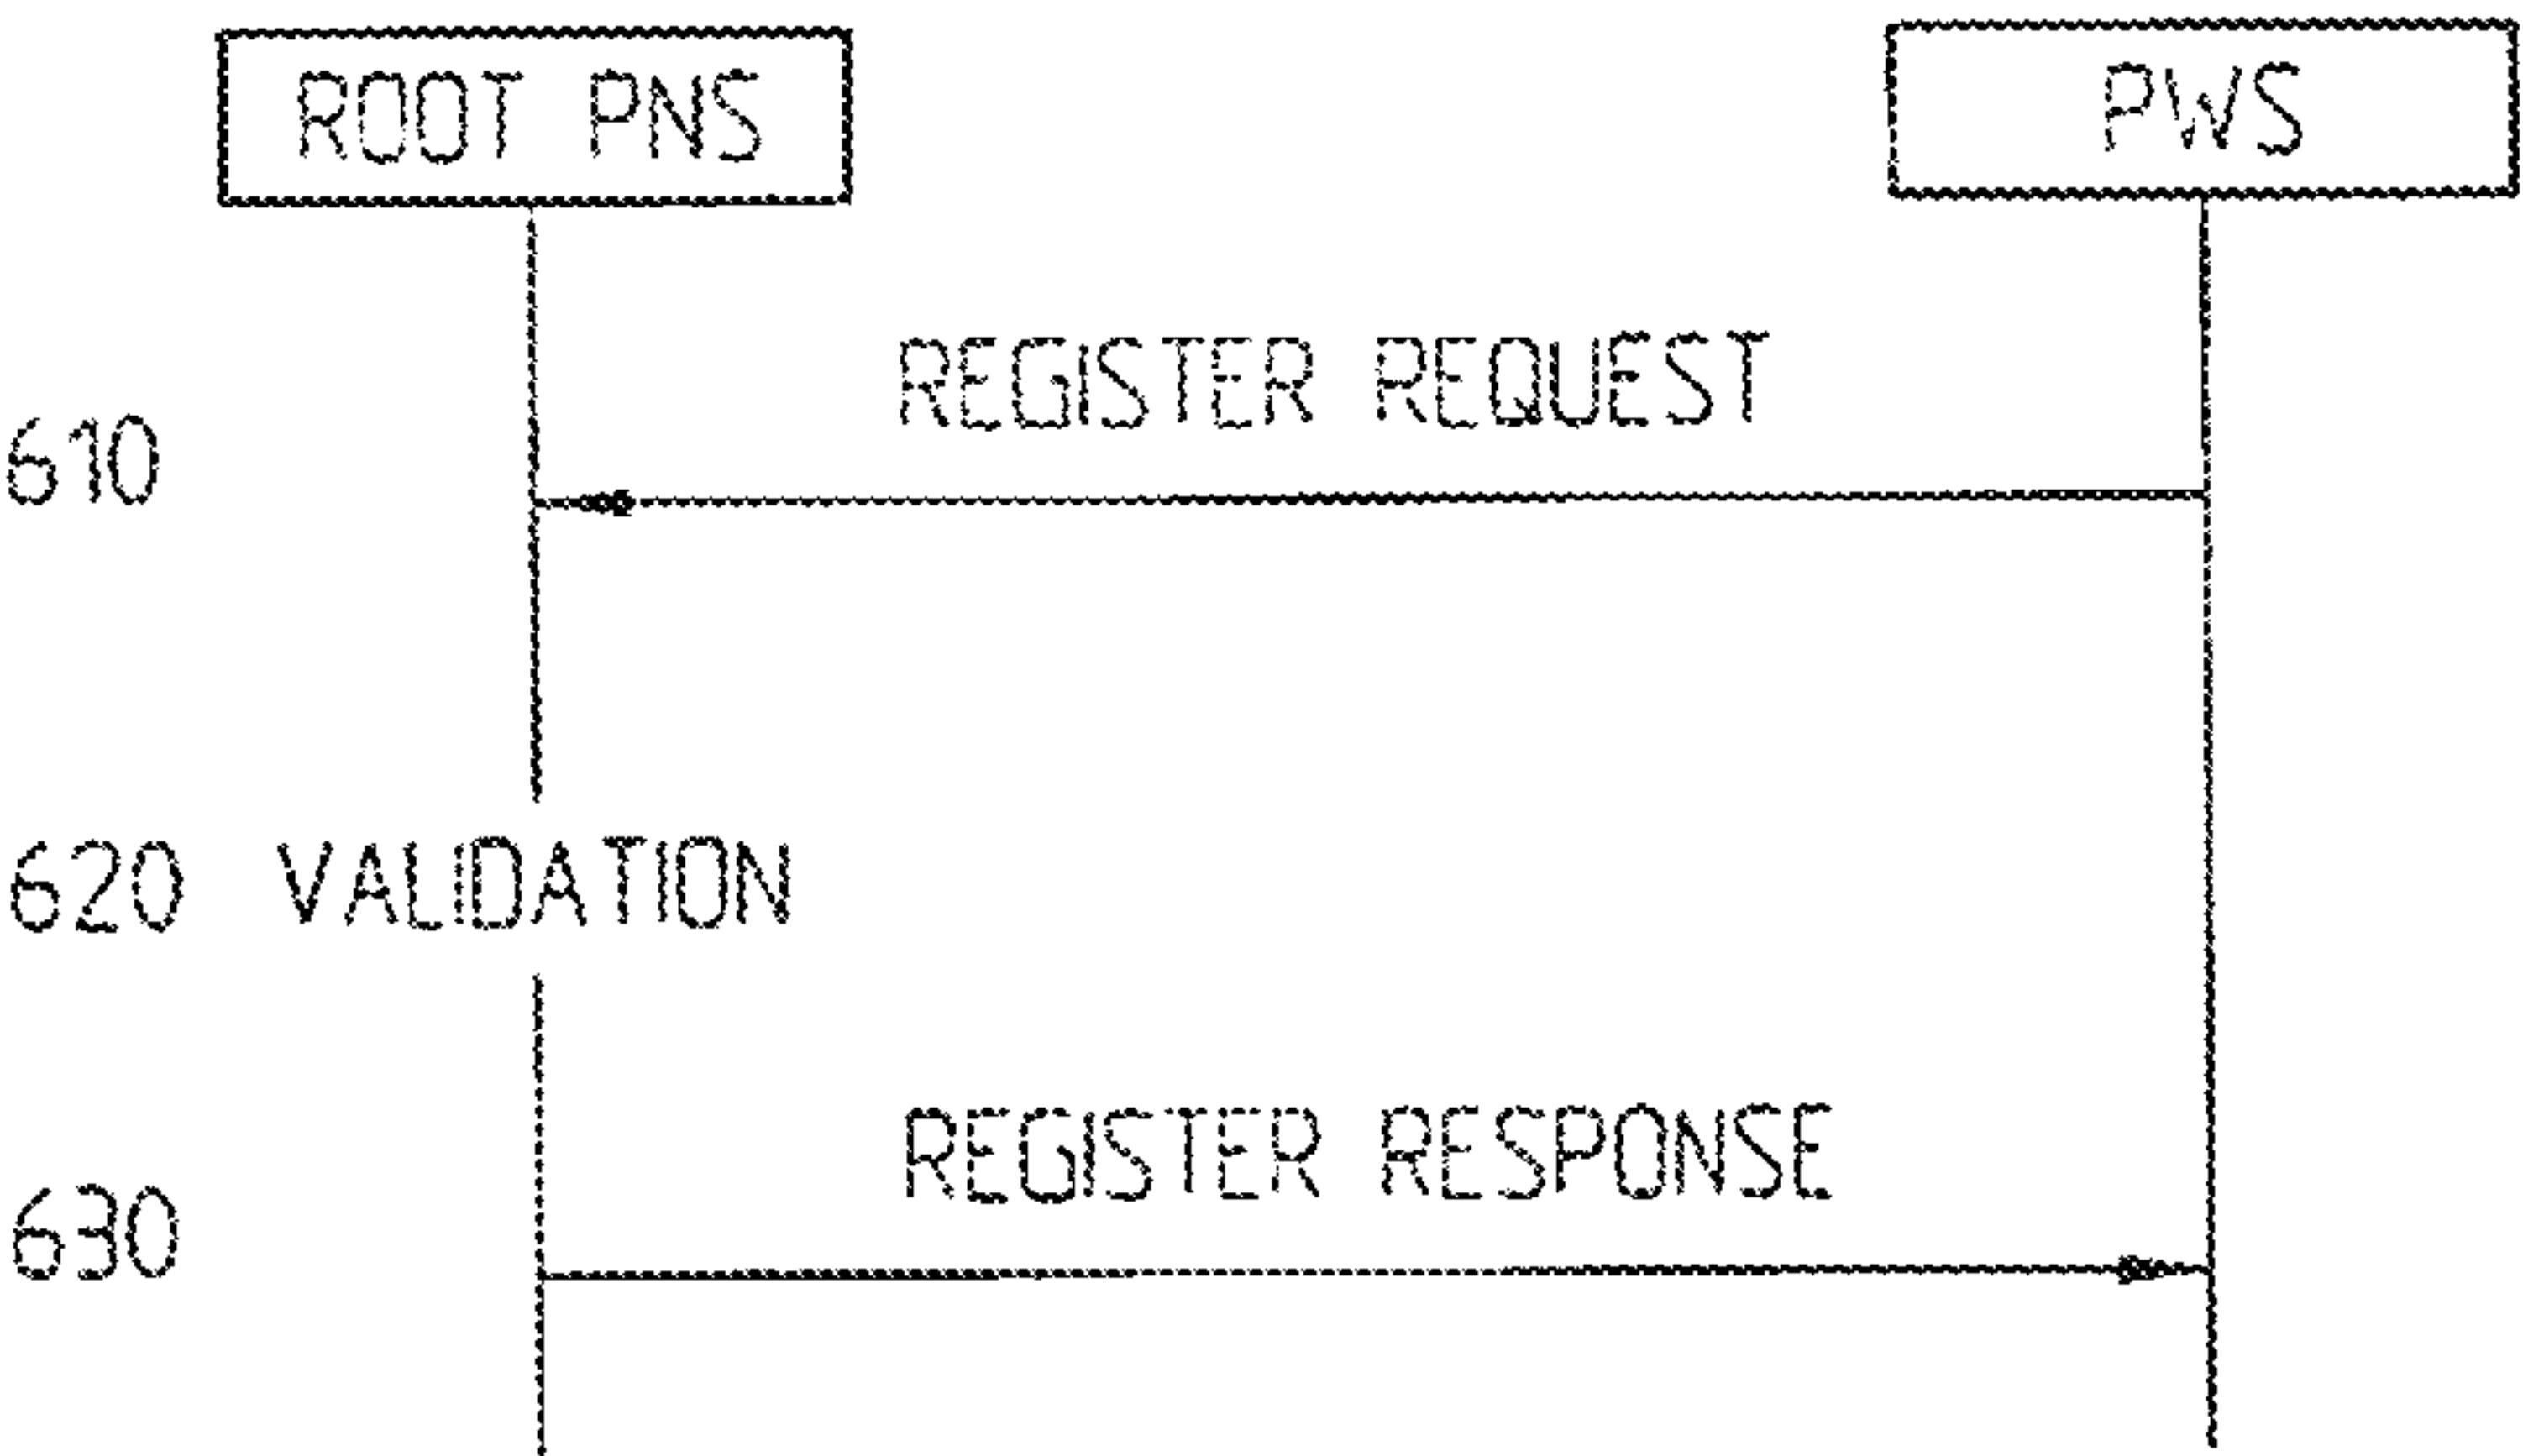 ROOT PNS
PWS
REGISTER REQUEST
610
620 VALIDATION
REGISTER RESPONSE
630